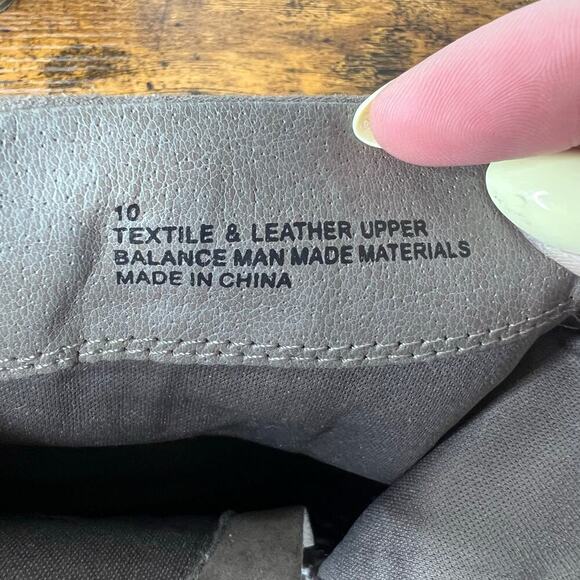 10
TEXTILE & LEATHER UPPER
BALANCE MAN MADE MATERIALS
MADE IN CHINA